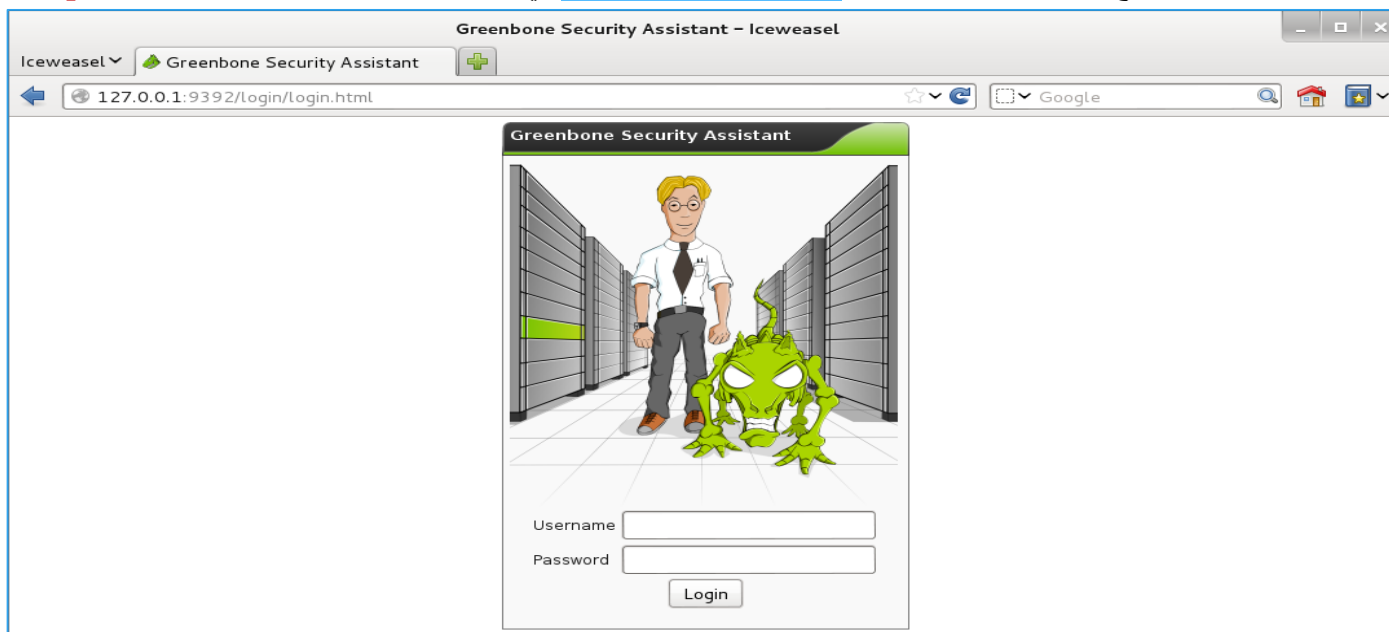 Greenbone Security Assistant - Iceweasel
Iceweasel Greenbone Security Assistant
127.0.0.1:9392/login/login.html Google
Greenbone Security Assistant
Username
Password
Login